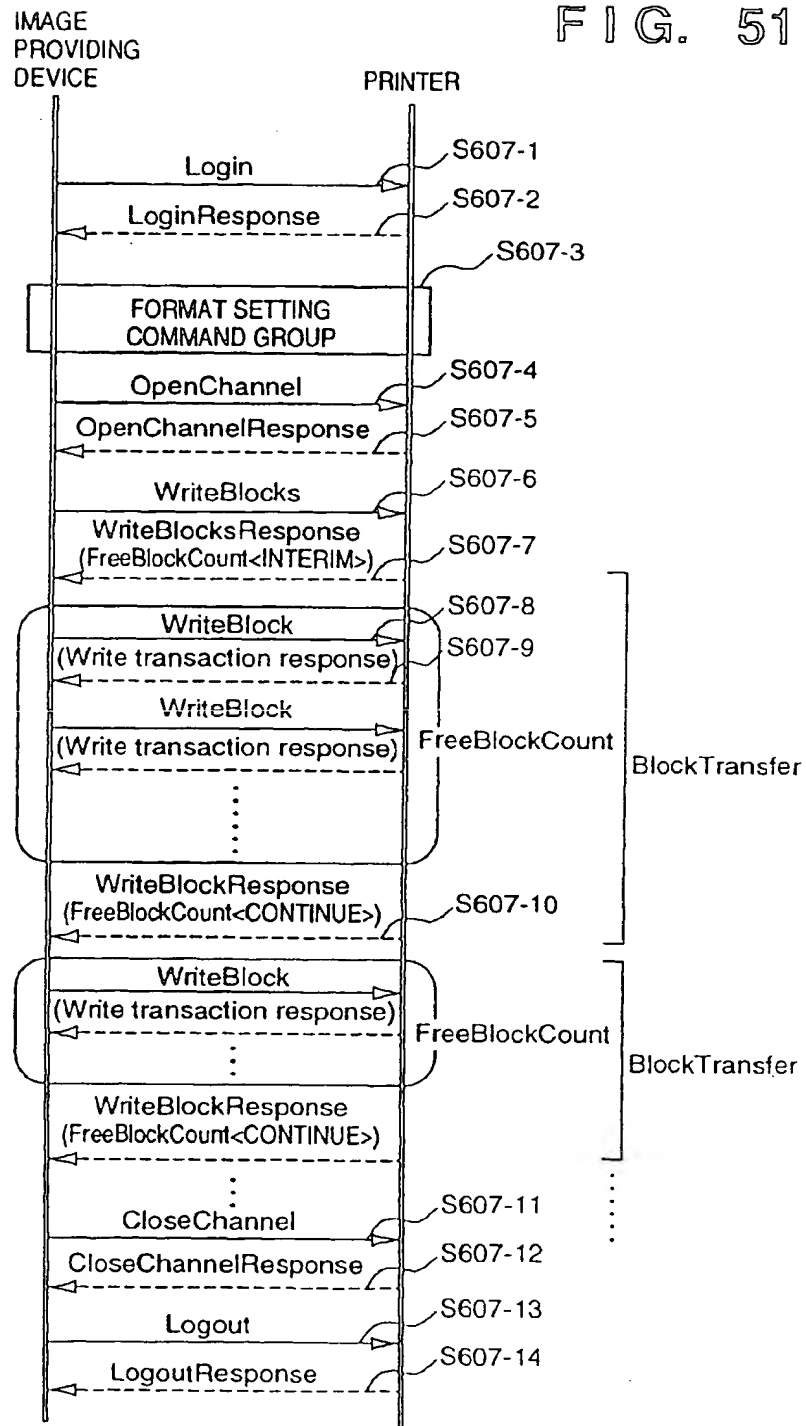 FIG. 51
IMAGE
PROVIDING
DEVICE
PRINTER
Login
S607-1
LoginResponse
S607-2
S607-3
FORMAT SETTING
COMMAND GROUP
OpenChannel
S607-4
OpenChannelResponse
S607-5
WriteBlocks
S607-6
WriteBlocksResponse
(FreeBlockCount<INTERIM>)
S607-7
WriteBlock
S607-8
(Write transaction response)
S607-9
WriteBlock
(Write transaction response)
FreeBlockCount
BlockTransfer
WriteBlockResponse
(FreeBlockCount<CONTINUE>)
S607-10
WriteBlock
(Write transaction response)
FreeBlockCount
BlockTransfer
WriteBlockResponse
(FreeBlockCount<CONTINUE>)
CloseChannel
S607-11
CloseChannelResponse
S607-12
Logout
S607-13
LogoutResponse
S607-14